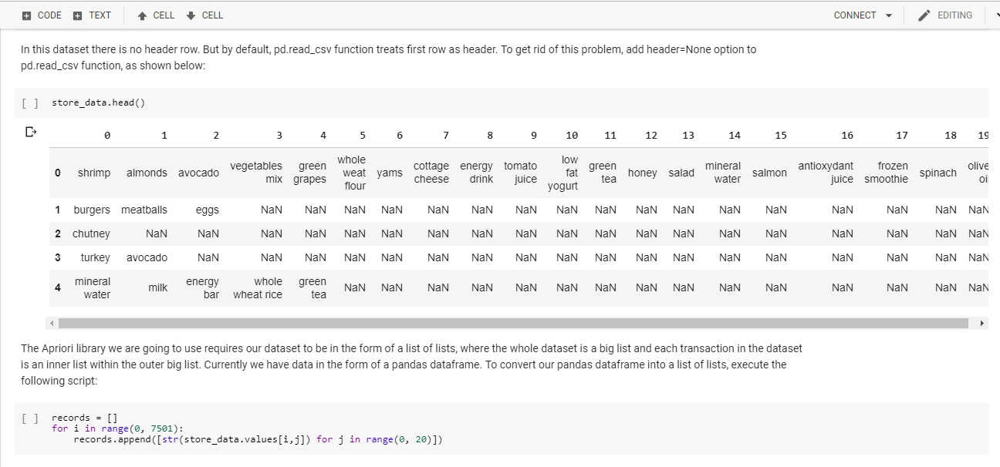 CODE TEXT CELL CELL CONNECT EDITING
In this dataset there is no header row. But by default, pd.read_csv function treats first row as header. To get rid of this problem, add header=None option to
pd.read_csv function, as shown below:
[ ] store_data.head()
0 1 2 3 4 5 6 7 8 9 10 11 12 13 14 15 16 17 18 19
0 shrimp almonds avocado vegetables mix green grapes whole weat flour yams cottage cheese energy drink tomato juice low fat yogurt green tea honey salad mineral water salmon antioxydant juice frozen smoothie spinach olive oil
1 burgers meatballs eggs NaN NaN NaN NaN NaN NaN NaN NaN NaN NaN NaN NaN NaN NaN NaN NaN NaN
2 chutney NaN NaN NaN NaN NaN NaN NaN NaN NaN NaN NaN NaN NaN NaN NaN NaN NaN NaN NaN
3 turkey avocado NaN NaN NaN NaN NaN NaN NaN NaN NaN NaN NaN NaN NaN NaN NaN NaN NaN NaN
4 mineral water milk energy bar whole wheat rice green tea NaN NaN NaN NaN NaN NaN NaN NaN NaN NaN NaN NaN NaN NaN NaN
The Apriori library we are going to use requires our dataset to be in the form of a list of lists, where the whole dataset is a big list and each transaction in the dataset
is an inner list within the outer big list. Currently we have data in the form of a pandas dataframe. To convert our pandas dataframe into a list of lists, execute the
following script:
[ ] records = []
for i in range(0, 7501):
records.append([str(store_data.values[i,j]) for j in range(0, 20)])